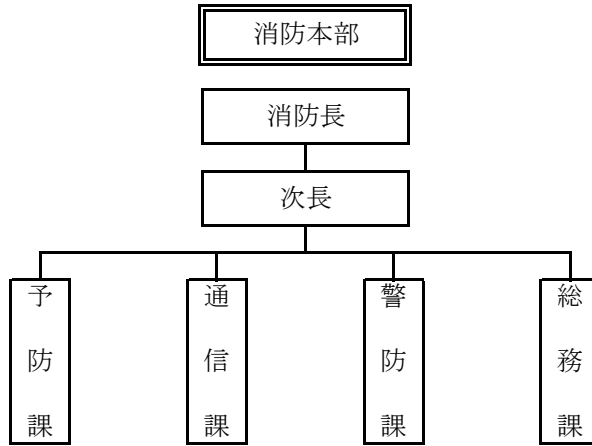 消防本部
消防長
次長
予防課
通信課
警防課
総務課